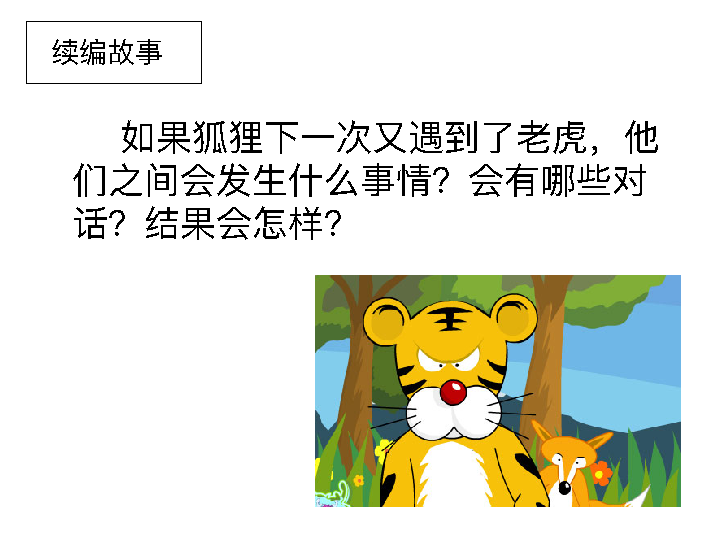 续编故事
如果狐狸下一次又遇到了老虎，他
们之间会发生什么事情？会有哪些对
话？结果会怎样？